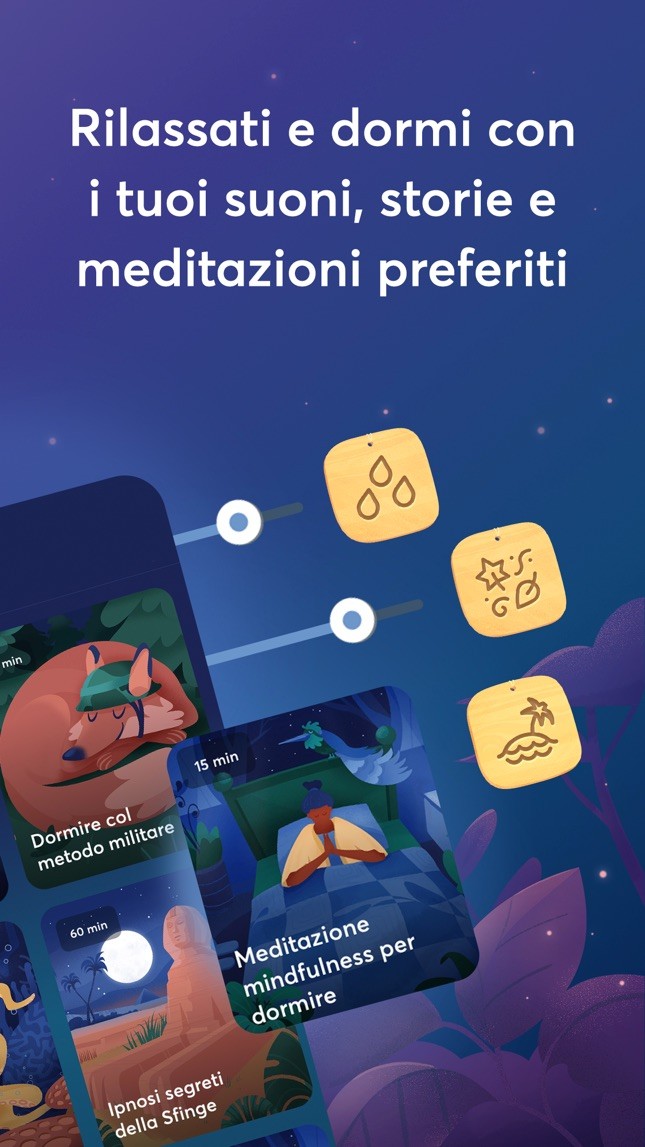 Rilassati e dormi con
i tuoi suoni, storie e
meditazioni preferiti
min
Dormire col
metodo militare
15 min
Meditazione
mindfulness per
dormire
60 min
Ipnosi segreti
della Sfinge